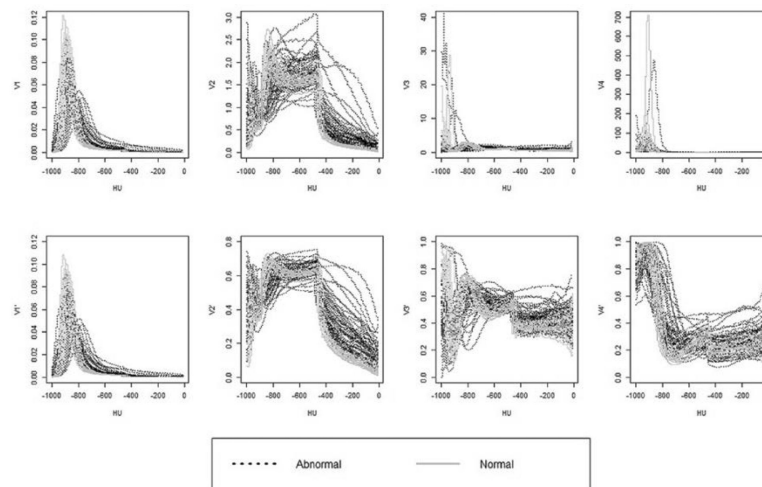 V1
0.00 0.02 0.04 0.06 0.08 0.10 0.12
-1000 -800 -600 -400 -200 0
HU
V2
0.0 0.5 1.0 1.5 2.0 2.5 3.0
-1000 -800 -600 -400 -200 0
HU
V3
0 10 20 30 40
-1000 -800 -600 -400 -200 0
HU
V4
0 100 200 300 400 500 600 700
-1000 -800 -600 -400 -200
HU
V1'
0.00 0.02 0.04 0.06 0.08 0.10 0.12
-1000 -800 -600 -400 -200 0
HU
V2'
0.0 0.2 0.4 0.6 0.8
-1000 -800 -600 -400 -200 0
HU
V3'
0.0 0.2 0.4 0.6 0.8 1.0
-1000 -800 -600 -400 -200 0
HU
V4'
0.0 0.2 0.4 0.6 0.8 1.0
-1000 -800 -600 -400 -200
HU
Abnormal
Normal